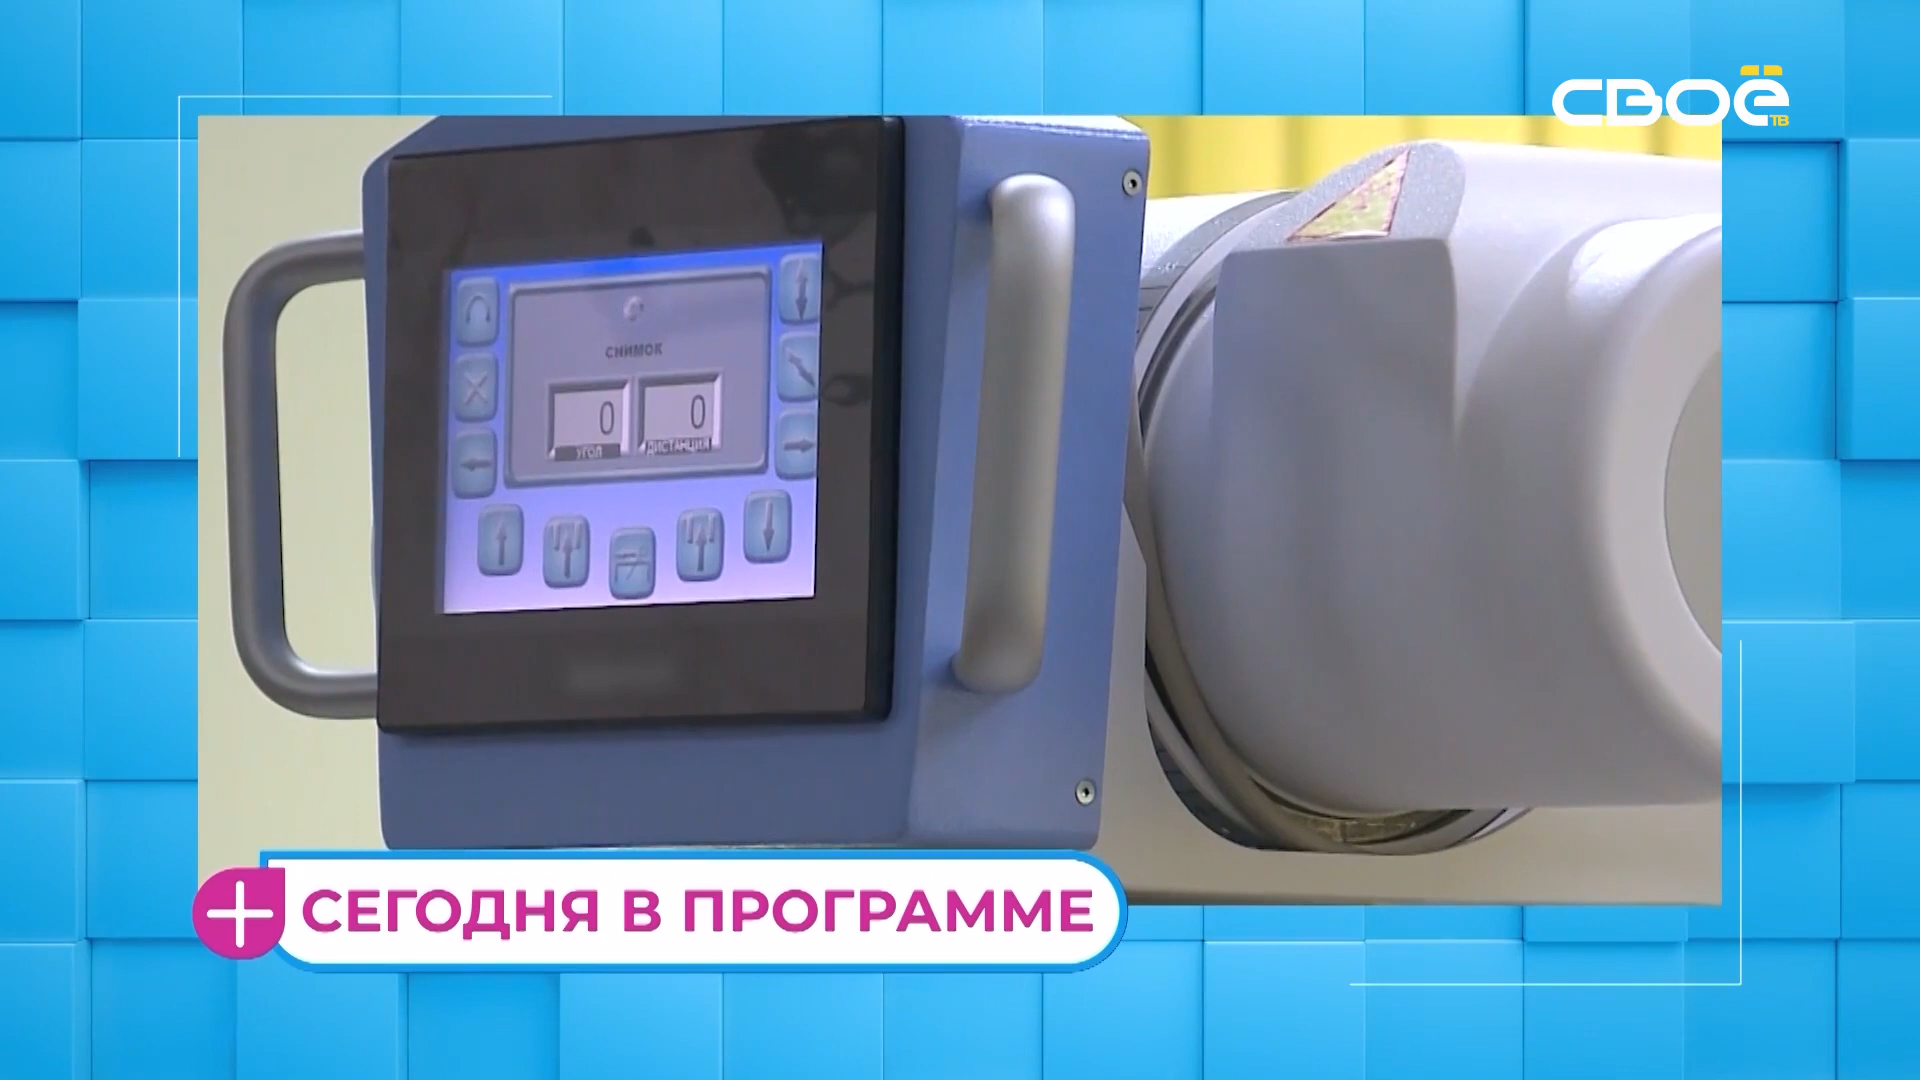 СВОЁ
ТВ
СНИМОК
0 0
УГОЛ ДИСТАНЦИЯ
СЕГОДНЯ В ПРОГРАММЕ